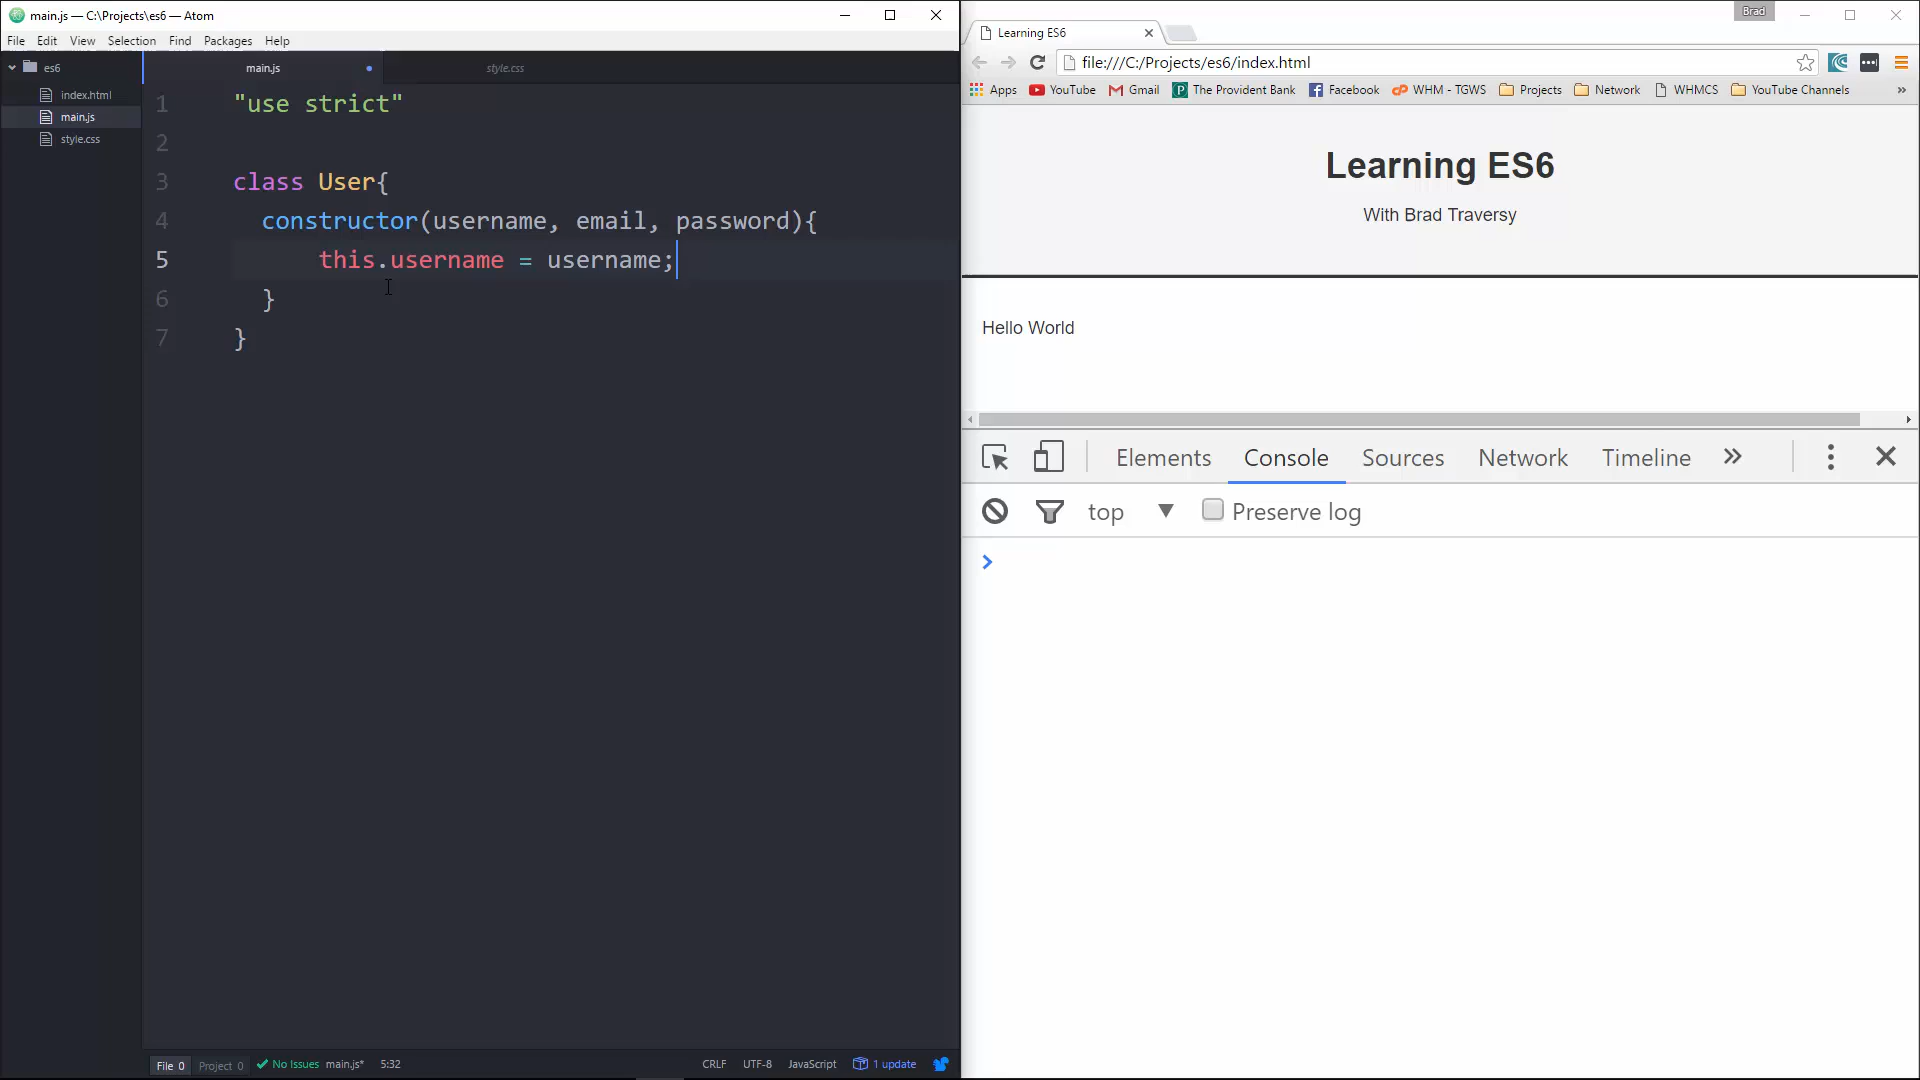 main.js — C:\Projects\es6 — Atom
File Edit View Selection Find Packages Help
es6
index.html
main.js
style.css
main.js
style.css
1 "use strict"
2
3 class User{
4 constructor(username, email, password){
5 this.username = username;
6 }
7 }
File 0 Project 0 No Issues main.js* 5:32 CRLF UTF-8 JavaScript 1 update
Brad
Learning ES6
file:///C:/Projects/es6/index.html
Apps YouTube Gmail The Provident Bank Facebook WHM - TGWS Projects Network WHMCS YouTube Channels »
Learning ES6
With Brad Traversy
Hello World
Elements Console Sources Network Timeline »
top Preserve log
>